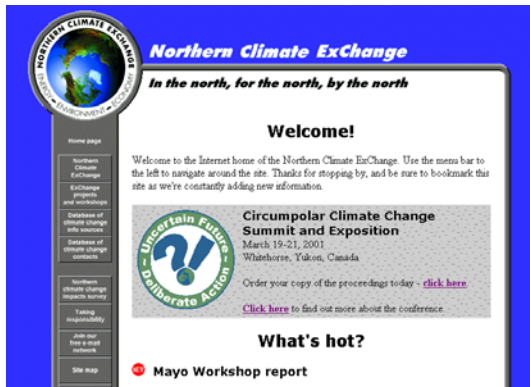 NORTHERN CLIMATE EXCHANGE
ENERGY - ENVIRONMENT - ECONOMY
Northern Climate ExChange
In the north, for the north, by the north
Home page
Northern
Climate
ExChange
ExChange
projects
and workshops
Database of
climate change
info sources
Database of
climate change
contacts
Northern
climate change
impacts survey
Taking
responsibility
Join our
free e-mail
network
Site map
Welcome!
Welcome to the Internet home of the Northern Climate ExChange. Use the menu bar to
the left to navigate around the site. Thanks for stopping by, and be sure to bookmark this
site as we're constantly adding new information.
Uncertain Future
Deliberate Action
Circumpolar Climate Change
Summit and Exposition
March 19-21, 2001
Whitehorse, Yukon, Canada
Order your copy of the proceedings today - click here.
Click here to find out more about the conference.
What's hot?
NEW
Mayo Workshop report